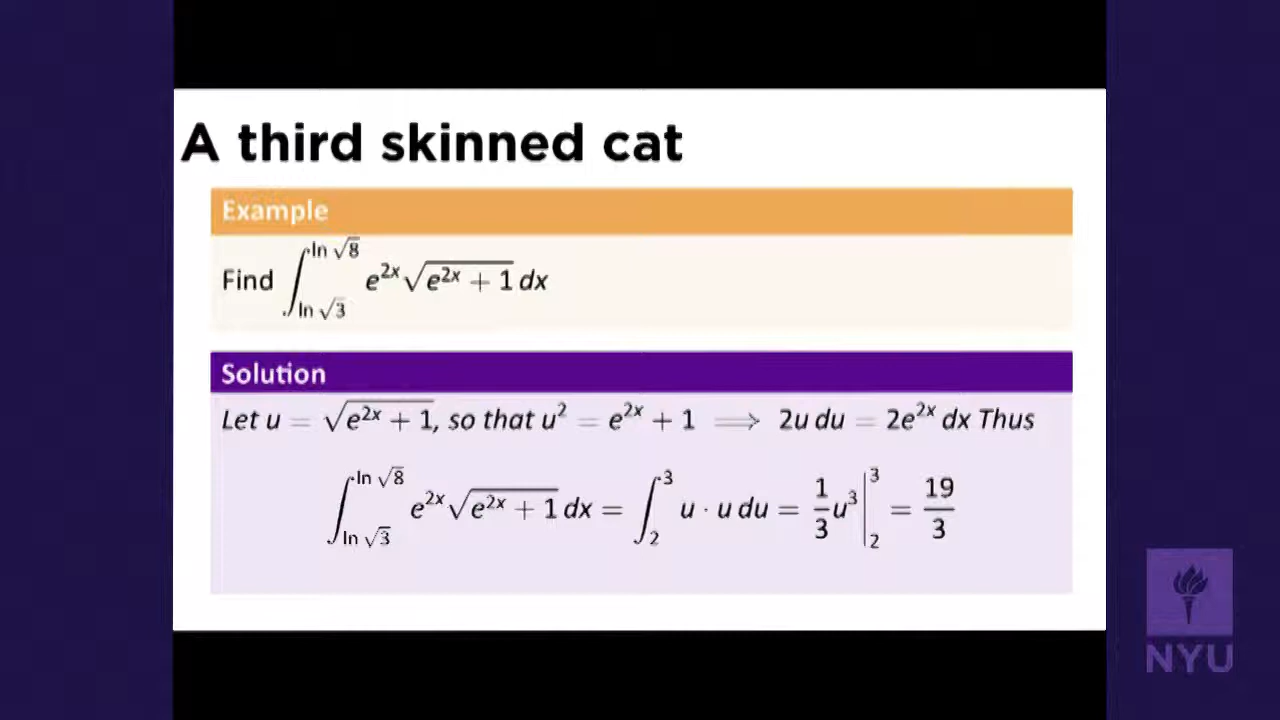 A third skinned cat
Example
Find ∫_{ln √3}^{ln √8} e^{2x}√(e^{2x} + 1) dx
Solution
Let u = √(e^{2x} + 1), so that u² = e^{2x} + 1 ⟹ 2u du = 2e^{2x} dx Thus
∫_{ln √3}^{ln √8} e^{2x}√(e^{2x} + 1) dx = ∫_2^3 u · u du = 1/3 u³ |_2^3 = 19/3
NYU